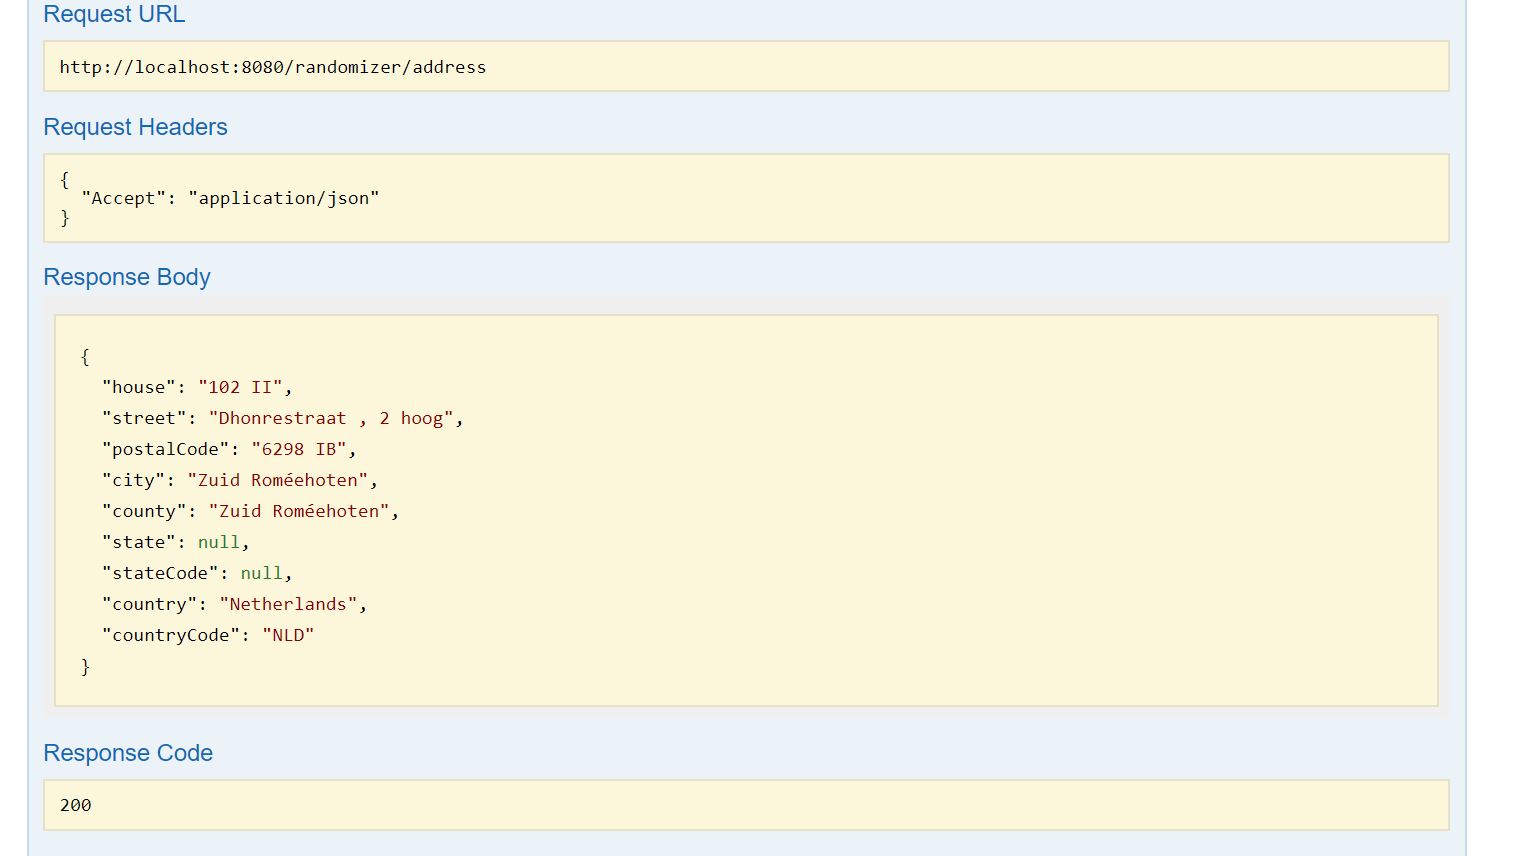 Request URL
http://localhost:8080/randomizer/address
Request Headers
{
  "Accept": "application/json"
}
Response Body
{
  "house": "102 II",
  "street": "Dhonrestraat , 2 hoog",
  "postalCode": "6298 IB",
  "city": "Zuid Roméehoten",
  "county": "Zuid Roméehoten",
  "state": null,
  "stateCode": null,
  "country": "Netherlands",
  "countryCode": "NLD"
}
Response Code
200